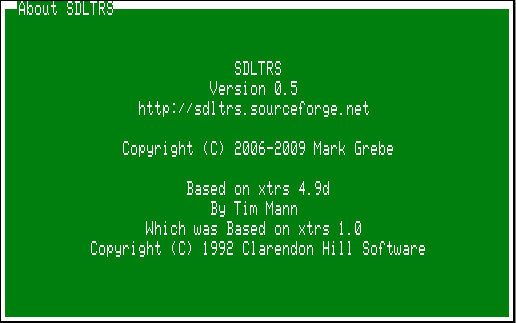 About SDLTRS
SDLTRS
Version 0.5
http://sdltrs.sourceforge.net
Copyright (C) 2006-2009 Mark Grebe
Based on xtrs 4.9d
By Tim Mann
Which was Based on xtrs 1.0
Copyright (C) 1992 Clarendon Hill Software